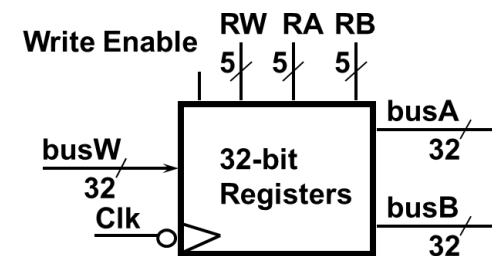 RW RA RB
Write Enable
5 5 5
busW
32
Clk
32-bit
Registers
busA
32
busB
32